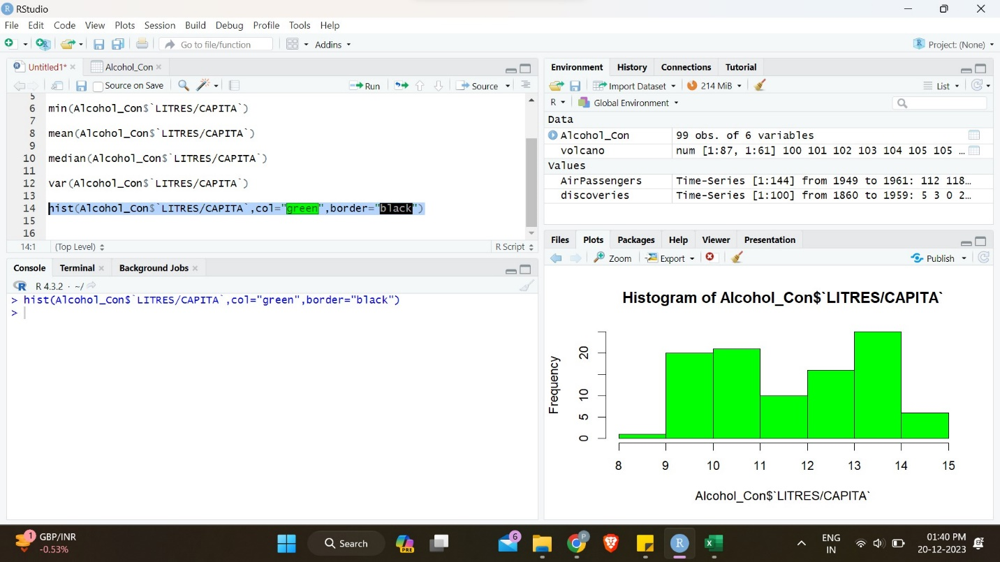 RStudio
File Edit Code View Plots Session Build Debug Profile Tools Help
Go to file/function Addins Project: (None)
Untitled1* Alcohol_Con
Source on Save Run Source
5
6 min(Alcohol_Con$`LITRES/CAPITA`)
7
8 mean(Alcohol_Con$`LITRES/CAPITA`)
9
10 median(Alcohol_Con$`LITRES/CAPITA`)
11
12 var(Alcohol_Con$`LITRES/CAPITA`)
13
14 hist(Alcohol_Con$`LITRES/CAPITA`,col="green",border="black")
15
16
14:1 (Top Level) R Script
Console Terminal Background Jobs
R 4.3.2 · ~/
> hist(Alcohol_Con$`LITRES/CAPITA`,col="green",border="black")
>
Environment History Connections Tutorial
Import Dataset 214 MiB List
R Global Environment
Data
Alcohol_Con 99 obs. of 6 variables
volcano num [1:87, 1:61] 100 101 102 103 104 105 105 …
Values
AirPassengers Time-Series [1:144] from 1949 to 1961: 112 118…
discoveries Time-Series [1:100] from 1860 to 1959: 5 3 0 2…
Files Plots Packages Help Viewer Presentation
Zoom Export Publish
Histogram of Alcohol_Con$`LITRES/CAPITA`
Frequency
20
10
5
0
8 9 10 11 12 13 14 15
Alcohol_Con$`LITRES/CAPITA`
1 GBP/INR
-0.53%
Search
PRE
6
P
R
ENG
IN
01:40 PM
20-12-2023